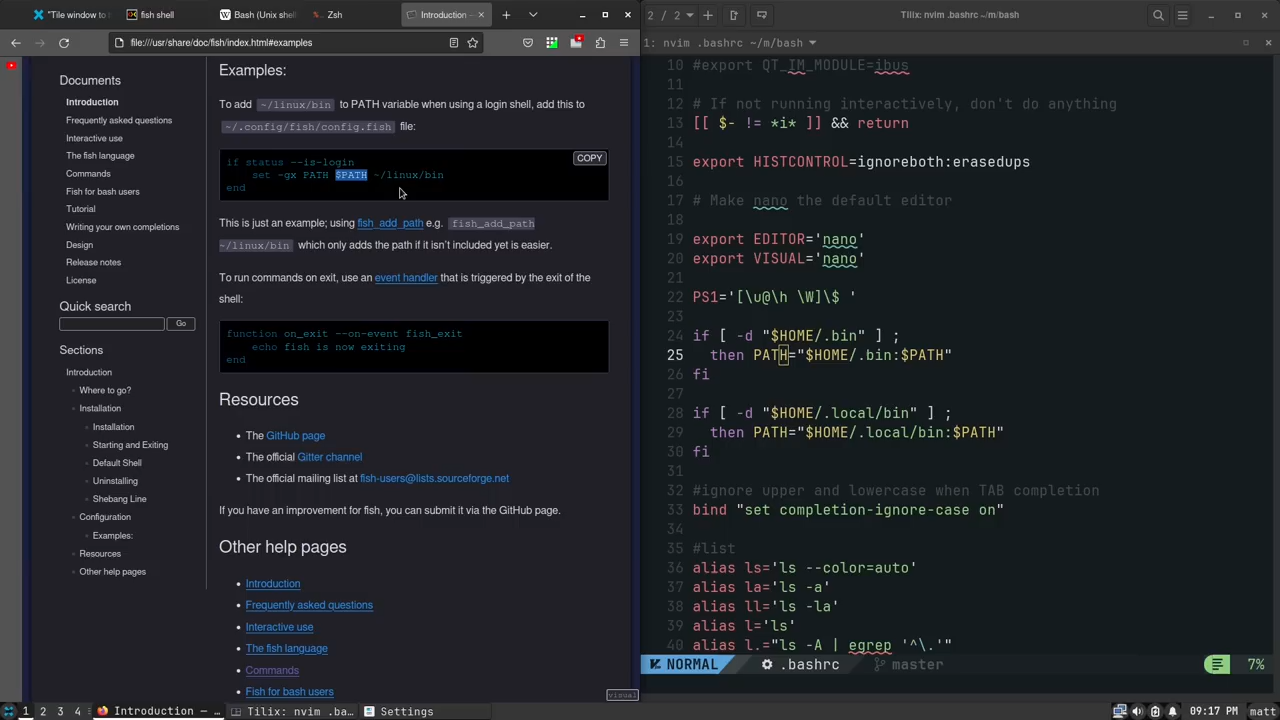 "Tile window to
fish shell
Bash (Unix shel
Zsh
Introduction —
file:///usr/share/doc/fish/index.html#examples
Documents
Introduction
Frequently asked questions
Interactive use
The fish language
Commands
Fish for bash users
Tutorial
Writing your own completions
Design
Release notes
License
Quick search
Go
Sections
Introduction
Where to go?
Installation
Installation
Starting and Exiting
Default Shell
Uninstalling
Shebang Line
Configuration
Examples:
Resources
Other help pages
Examples:
To add ~/linux/bin to PATH variable when using a login shell, add this to
~/.config/fish/config.fish file:
COPY
if status --is-login
set -gx PATH $PATH ~/linux/bin
end
This is just an example; using fish_add_path e.g. fish_add_path
~/linux/bin which only adds the path if it isn't included yet is easier.
To run commands on exit, use an event handler that is triggered by the exit of the
shell:
function on_exit --on-event fish_exit
echo fish is now exiting
end
Resources
• The GitHub page
• The official Gitter channel
• The official mailing list at fish-users@lists.sourceforge.net
If you have an improvement for fish, you can submit it via the GitHub page.
Other help pages
• Introduction
• Frequently asked questions
• Interactive use
• The fish language
• Commands
• Fish for bash users
visual
2 / 2
Tilix: nvim .bashrc ~/m/bash
1: nvim .bashrc ~/m/bash
10 #export QT_IM_MODULE=ibus
11
12 # If not running interactively, don't do anything
13 [[ $- != *i* ]] && return
14
15 export HISTCONTROL=ignoreboth:erasedups
16
17 # Make nano the default editor
18
19 export EDITOR='nano'
20 export VISUAL='nano'
21
22 PS1='[\u@\h \W]\$ '
23
24 if [ -d "$HOME/.bin" ] ;
25 then PATH="$HOME/.bin:$PATH"
26 fi
27
28 if [ -d "$HOME/.local/bin" ] ;
29 then PATH="$HOME/.local/bin:$PATH"
30 fi
31
32 #ignore upper and lowercase when TAB completion
33 bind "set completion-ignore-case on"
34
35 #list
36 alias ls='ls --color=auto'
37 alias la='ls -a'
38 alias ll='ls -la'
39 alias l='ls'
40 alias l.="ls -A | egrep '^\.'"
NORMAL .bashrc master 7%
1 2 3 4 Introduction — ... Tilix: nvim .ba... Settings 09:17 PM matt